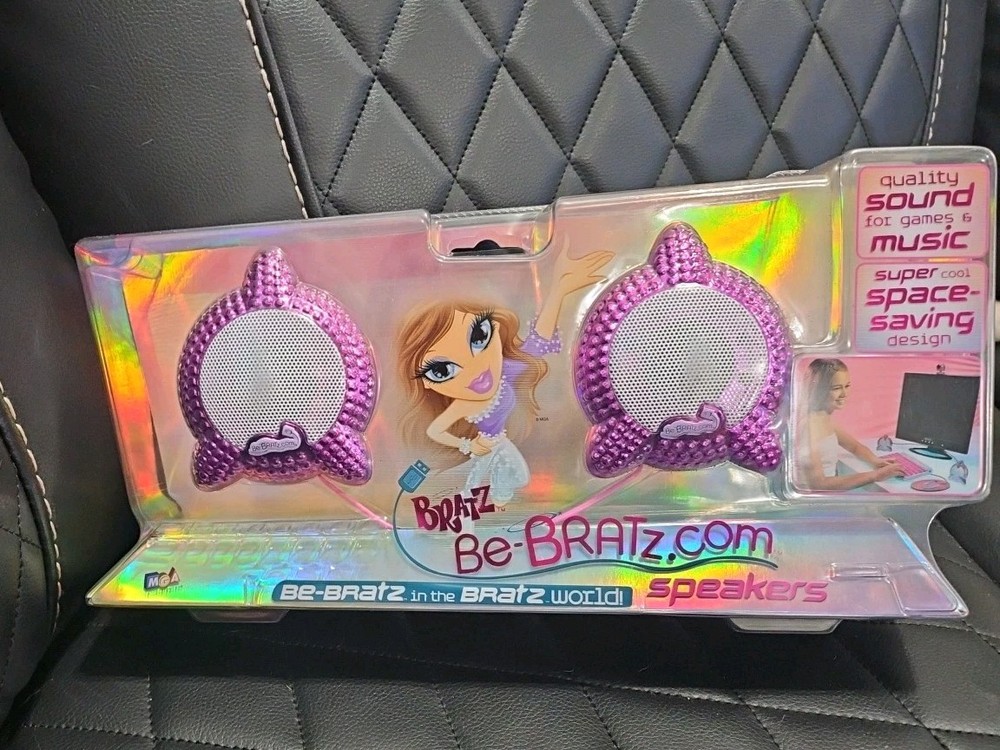 quality
sound
for games &
music
super cool
space-
saving
design
Be-BRATZ.com
Be-BRATZ.com
BRATZ™
Be-BRATZ.com
speakers
MGA
Be-BRATZ in the BRATZ world!